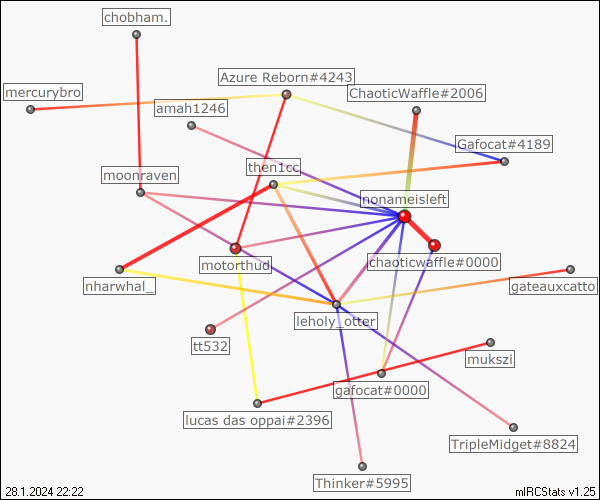 chobham.
Azure Reborn#4243
mercurybro
ChaoticWaffle#2006
amah1246
Gafocat#4189
then1cc
moonraven
nonameisleft
motorthud
chaoticwaffle#0000
nharwhal_
gateauxcatto
leholy_otter
tt532
mukszi
gafocat#0000
lucas das oppai#2396
TripleMidget#8824
Thinker#5995
28.1.2024 22:22
mIRCStats v1.25